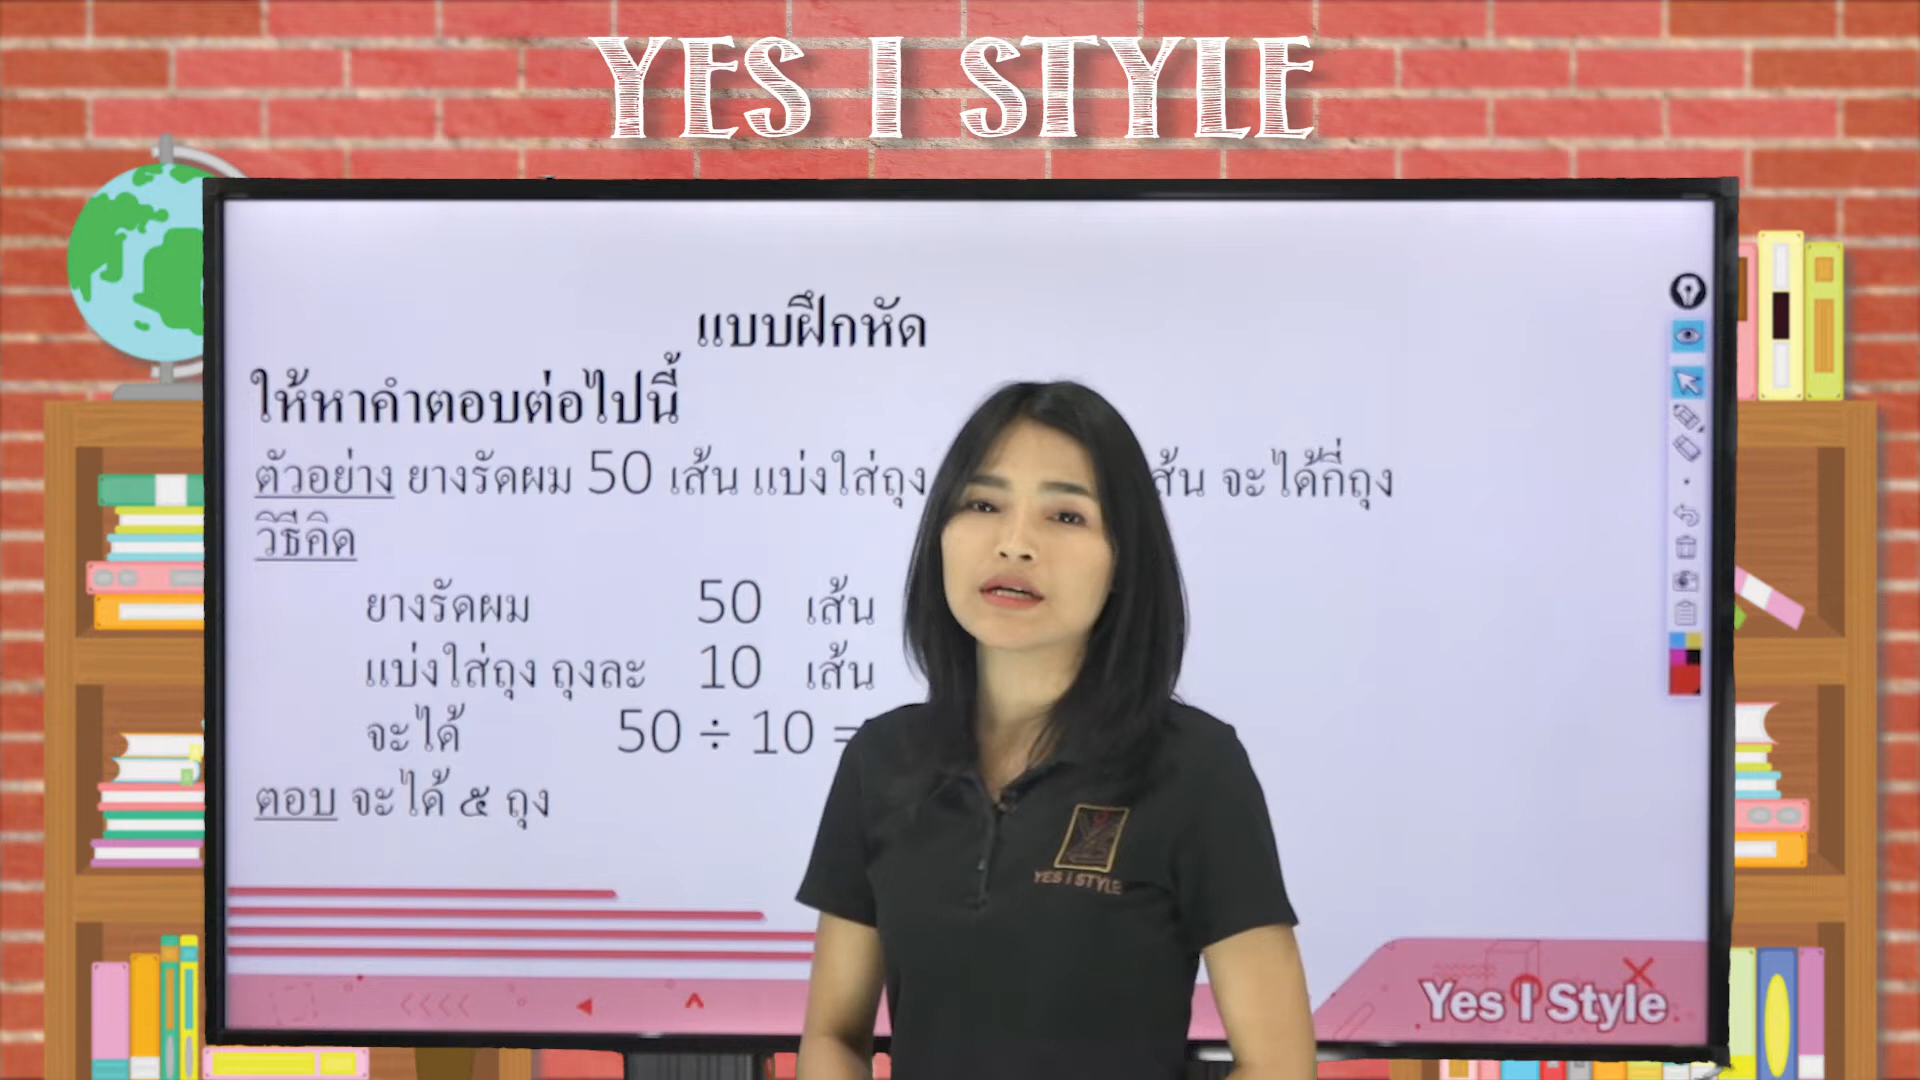 YES I STYLE
แบบฝึกหัด
ให้หาคำตอบต่อไปนี้
ตัวอย่าง ยางรัดผม 50 เส้น แบ่งใส่ถุง ส้น จะได้กี่ถุง
วิธีคิด
ยางรัดผม 50 เส้น
แบ่งใส่ถุง ถุงละ 10 เส้น
จะได้ 50 ÷ 10 =
ตอบ จะได้ ๕ ถุง
YES I STYLE
Yes I Style